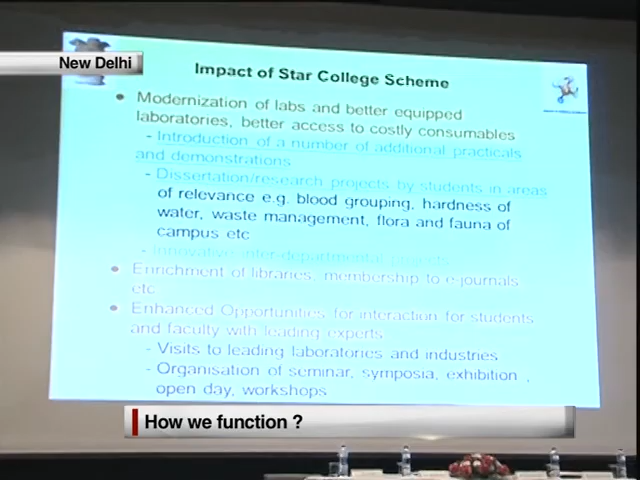 New Delhi
Impact of Star College Scheme
• Modernization of labs and better equipped
laboratories, better access to costly consumables
- Introduction of a number of additional practicals
and demonstrations
- Dissertation/research projects by students in areas
of relevance e.g. blood grouping, hardness of
water, waste management, flora and fauna of
campus etc
- Innovative inter-departmental projects
• Enrichment of libraries, membership to e-journals
etc
• Enhanced Opportunities for interaction for students
and faculty with leading experts
- Visits to leading laboratories and industries
- Organisation of seminar, symposia, exhibition ,
open day, workshops
How we function ?